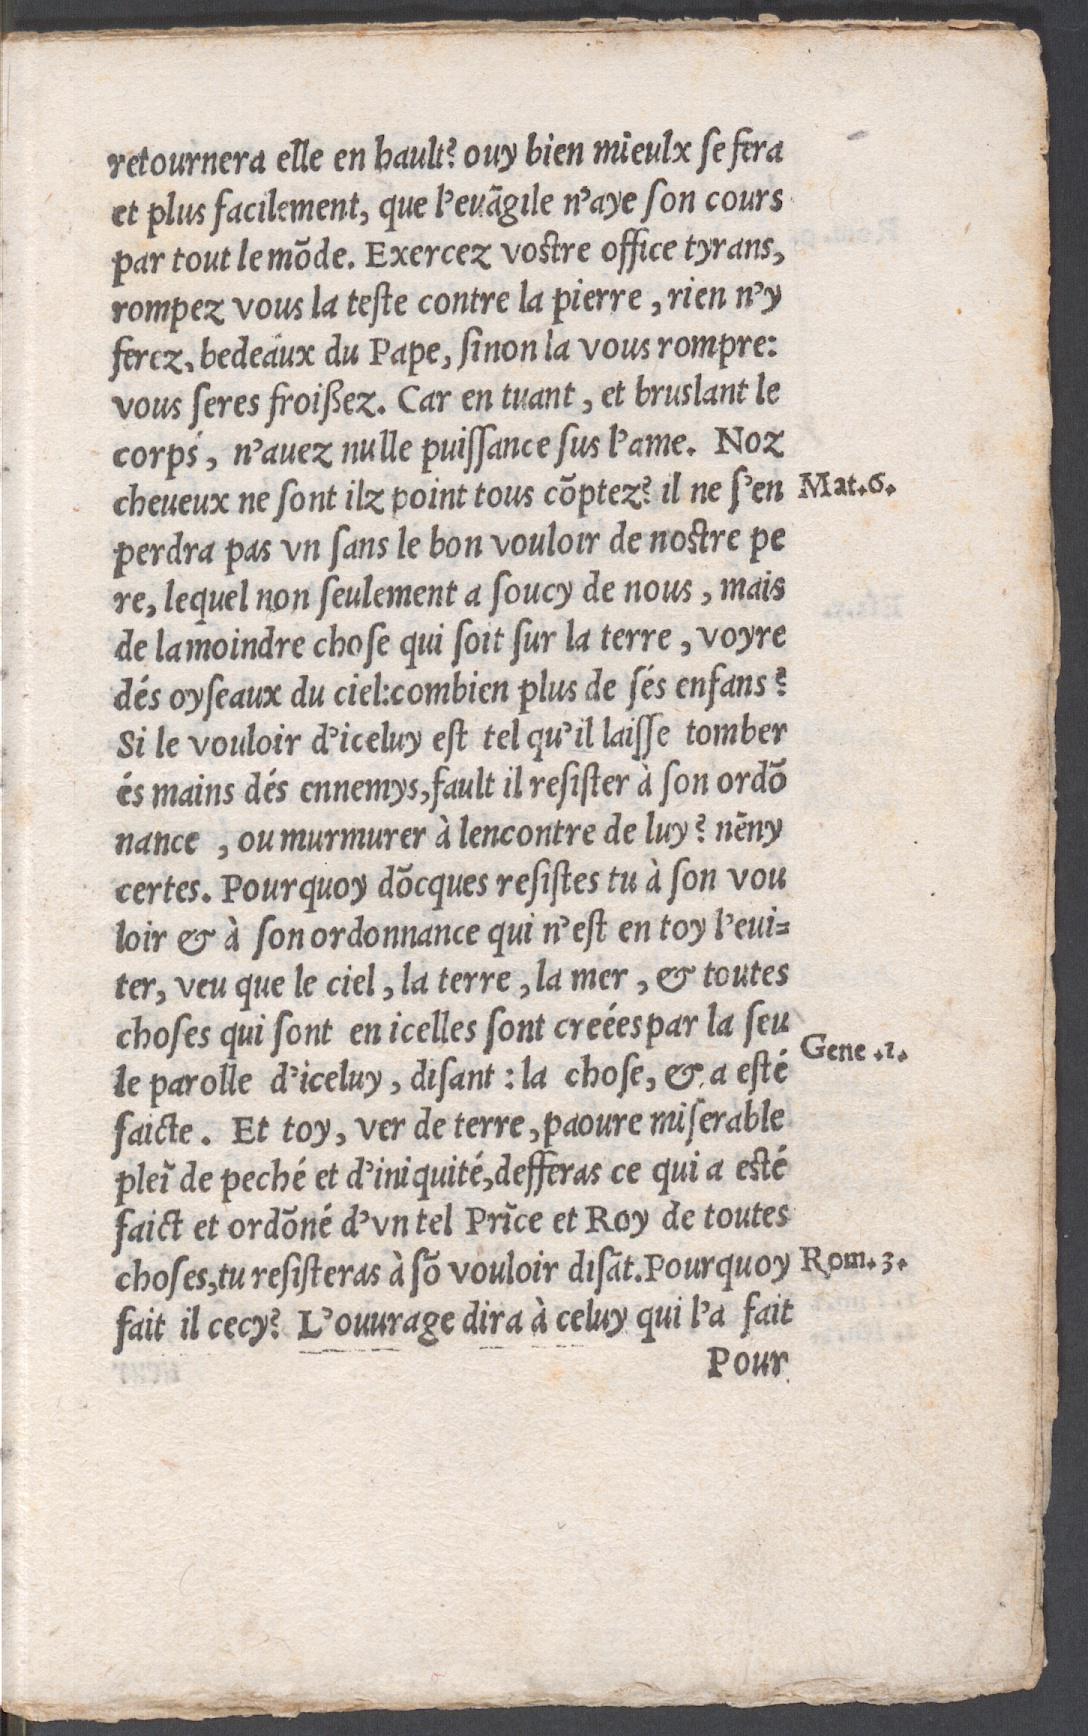 retournera elle en hault? ouy bien mieulx ſe fera
et plus facilement, que l'euãgile n'aye ſon cours
par tout le mõde. Exercez voſtre office tyrans,
rompez vous la teſte contre la pierre, rien n'y
ferez, bedeaux du Pape, ſinon la vous rompre:
vous ſeres froißez. Car en tuant, et bruslant le
corps, n'auez nulle puiſſance ſus l'ame. Noz
cheueux ne ſont ilz point tous cõptez? il ne ſ'en Mat.6.
perdra pas vn ſans le bon vouloir de noſtre pe
re, lequel non ſeulement a ſoucy de nous, mais
de la moindre choſe qui ſoit ſur la terre, voyre
dés oyſeaux du ciel: combien plus de ſés enfans?
Si le vouloir d'iceluy eſt tel qu'il laiſſe tomber
és mains dés ennemys, fault il reſiſter à ſon ordõ
nance, ou murmurer à lencontre de luy? nẽny
certes. Pourquoy dõcques reſiſtes tu à ſon vou
loir & à ſon ordonnance qui n'eſt en toy l'eui=
ter, veu que le ciel, la terre, la mer, & toutes
choſes qui ſont en icelles ſont creées par la ſeu
le parolle d'iceluy, diſant: la choſe, & a eſté Gene.1.
faicte. Et toy, ver de terre, paoure miſerable
pleĩ de peché et d'iniquité, defferas ce qui a eſté
faict et ordõné d'vn tel Prĩce et Roy de toutes
choſes, tu reſiſteras à ſõ vouloir diſãt. Pourquoy Rom.3.
fait il cecy? L'ouurage dira à celuy qui l'a fait
Pour